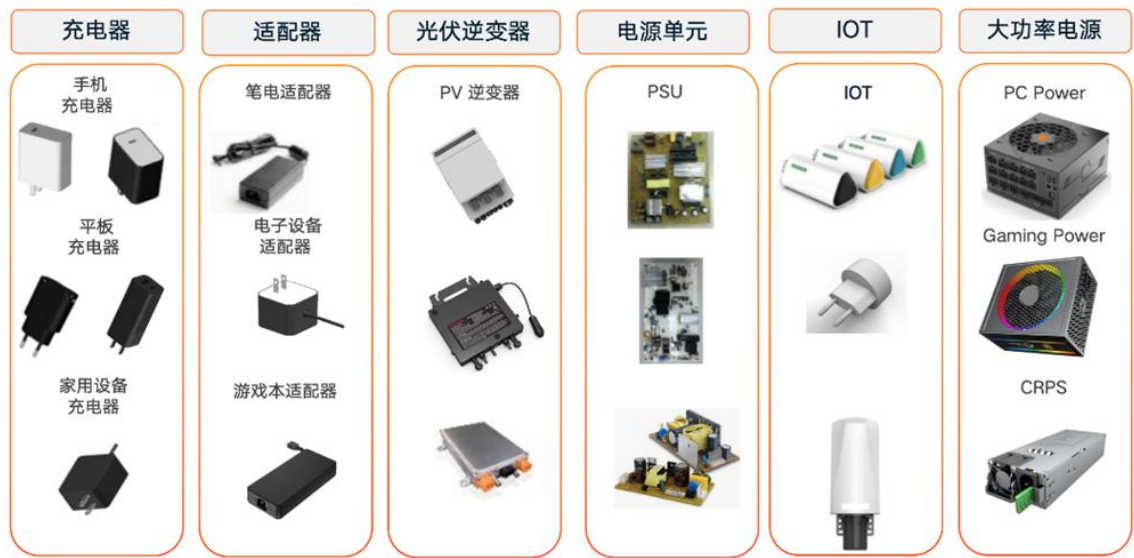 充电器
适配器
光伏逆变器
电源单元
IOT
大功率电源
手机
充电器
平板
充电器
家用设备
充电器
笔电适配器
电子设备
适配器
游戏本适配器
PV 逆变器
PSU
IOT
PC Power
Gaming Power
CRPS